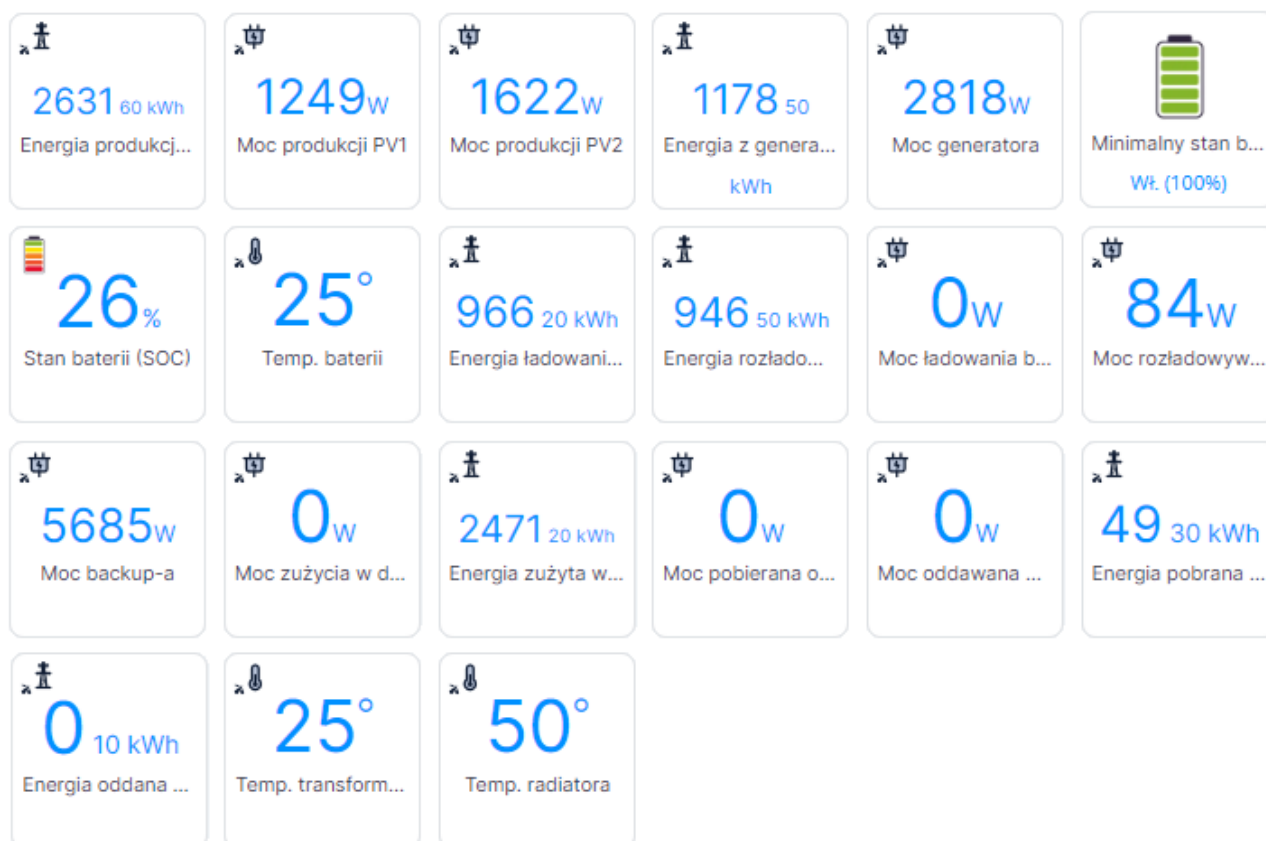 2631 60 kWh
Energia produkcj...
1249W
Moc produkcji PV1
1622W
Moc produkcji PV2
1178 50
Energia z genera...
kWh
2818W
Moc generatora
Minimalny stan b...
Wł. (100%)
26%
Stan baterii (SOC)
25°
Temp. baterii
966 20 kWh
Energia ładowani...
946 50 kWh
Energia rozłado...
0W
Moc ładowania b...
84W
Moc rozładowyw...
5685W
Moc backup-a
0W
Moc zużycia w d...
2471 20 kWh
Energia zużyta w...
0W
Moc pobierana o...
0W
Moc oddawana ...
49 30 kWh
Energia pobrana ...
0 10 kWh
Energia oddana ...
25°
Temp. transform...
50°
Temp. radiatora